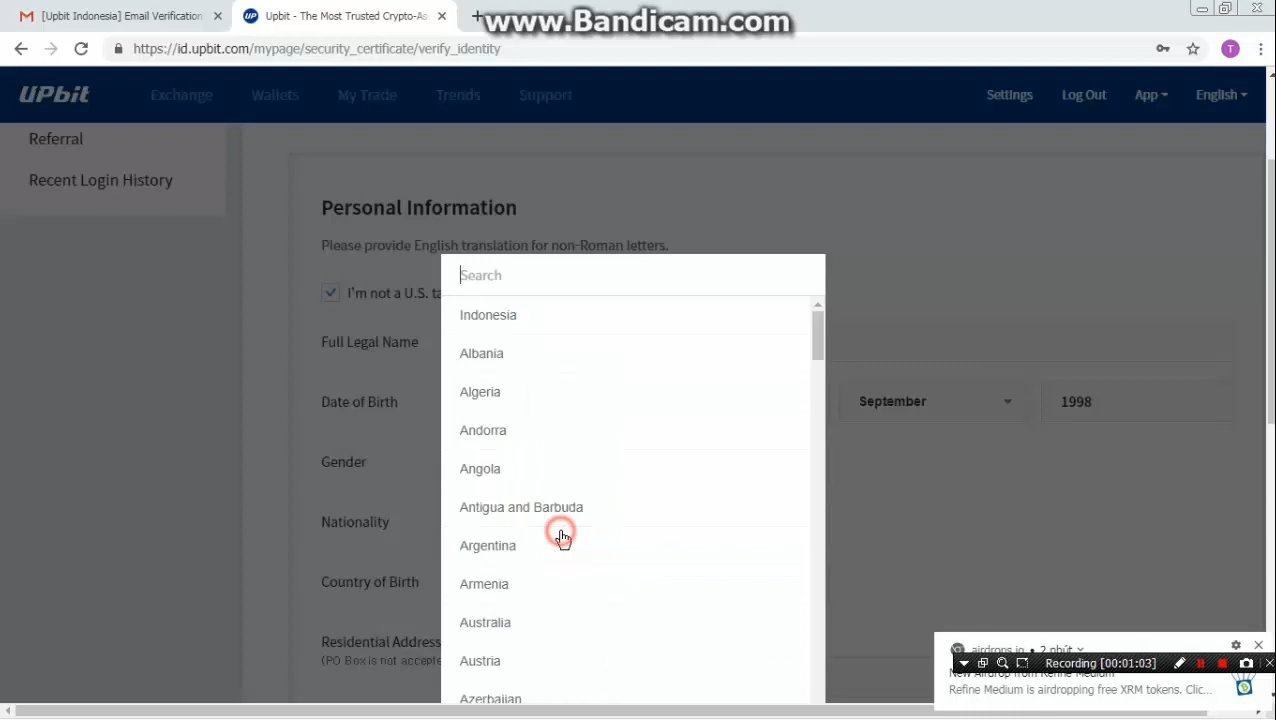 [Upbit Indonesia] Email Verification
Upbit - The Most Trusted Crypto-As
www.Bandicam.com
https://id.upbit.com/mypage/security_certificate/verify_identity
T
UPbit
Exchange
Wallets
My Trade
Trends
Support
Settings
Log Out
App
English
Referral
Recent Login History
Personal Information
Please provide English translation for non-Roman letters.
I'm not a U.S. ta
Full Legal Name
Date of Birth
September
1998
Gender
Nationality
Country of Birth
Residential Address
(PO Box is not accepte
Search
Indonesia
Albania
Algeria
Andorra
Angola
Antigua and Barbuda
Argentina
Armenia
Australia
Austria
Azerbaijan
airdrops.io • 2 phút
Recording [00:01:03]
New Airdrop from Refine Medium
Refine Medium is airdropping free XRM tokens. Clic...